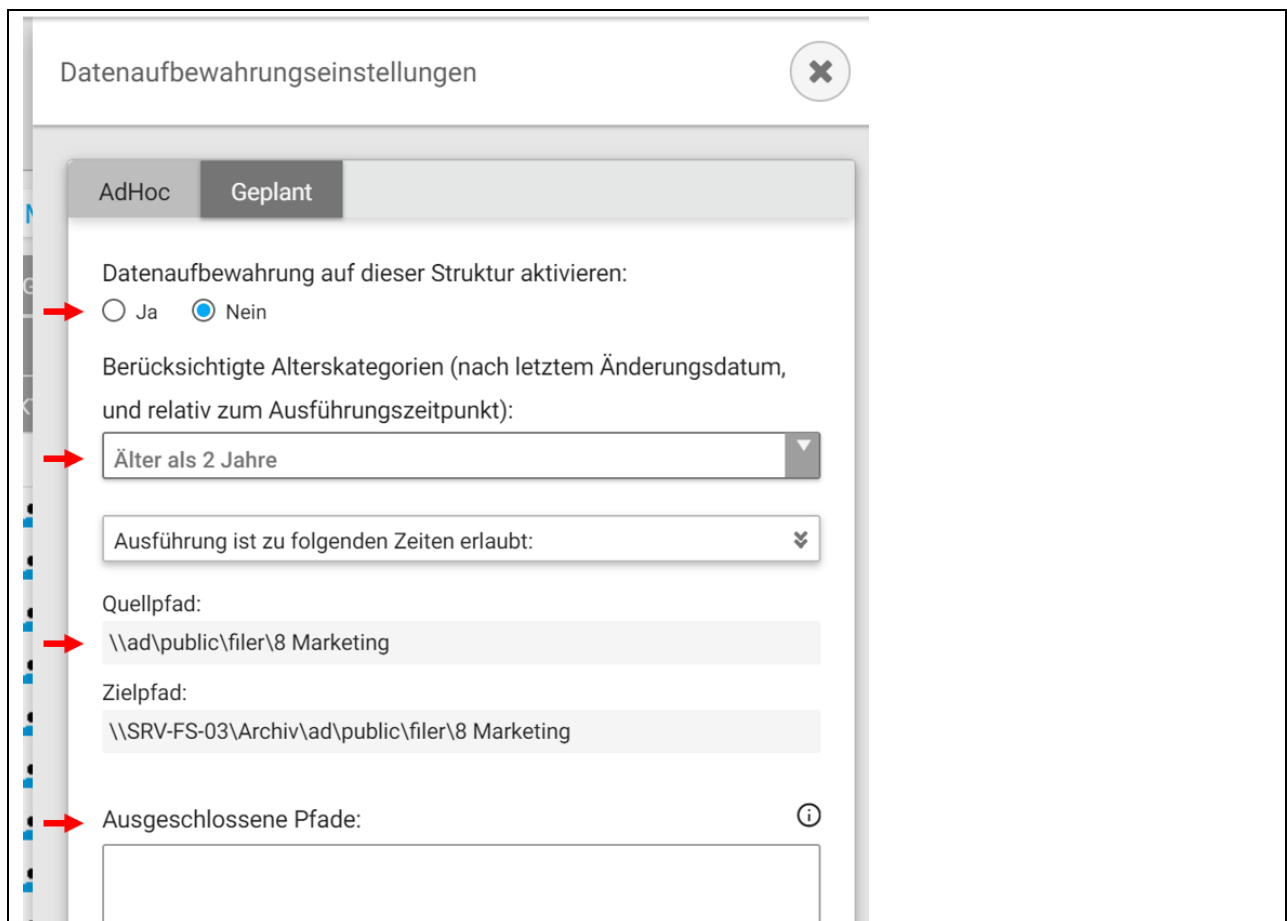 Datenaufbewahrungseinstellungen
AdHoc Geplant
Datenaufbewahrung auf dieser Struktur aktivieren:
Ja Nein
Berücksichtigte Alterskategorien (nach letztem Änderungsdatum,
und relativ zum Ausführungszeitpunkt):
Älter als 2 Jahre
Ausführung ist zu folgenden Zeiten erlaubt:
Quellpfad:
\\ad\public\filer\8 Marketing
Zielpfad:
\\SRV-FS-03\Archiv\ad\public\filer\8 Marketing
Ausgeschlossene Pfade: